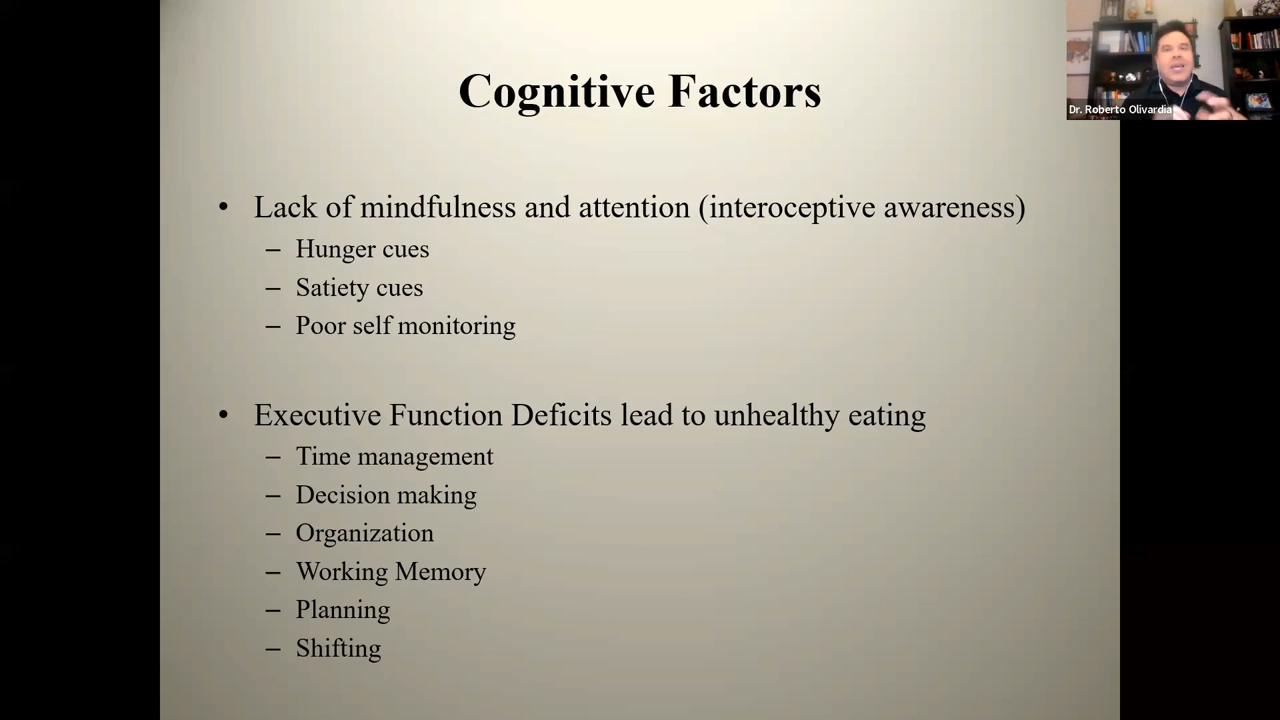 Cognitive Factors
Dr. Roberto Olivardia
• Lack of mindfulness and attention (interoceptive awareness)
– Hunger cues
– Satiety cues
– Poor self monitoring
• Executive Function Deficits lead to unhealthy eating
– Time management
– Decision making
– Organization
– Working Memory
– Planning
– Shifting